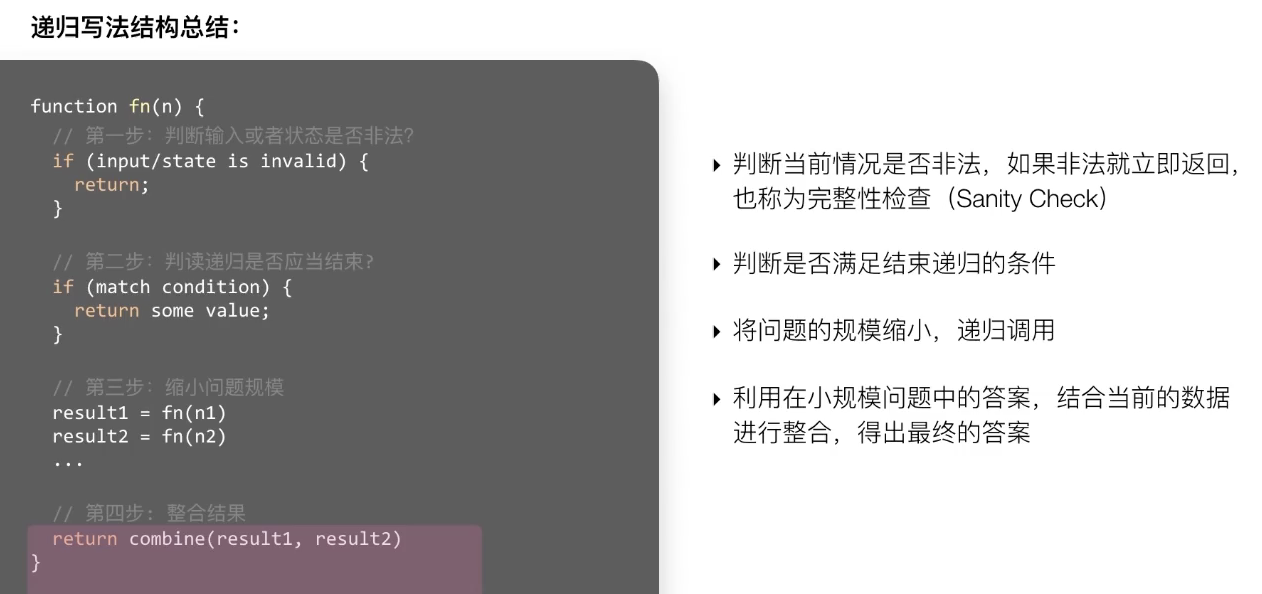 递归写法结构总结：
function fn(n) {
// 第一步：判断输入或者状态是否非法？
if (input/state is invalid) {
return;
}
// 第二步：判读递归是否应当结束?
if (match condition) {
return some value;
}
// 第三步：缩小问题规模
result1 = fn(n1)
result2 = fn(n2)
...
// 第四步: 整合结果
return combine(result1, result2)
}
‣ 判断当前情况是否非法，如果非法就立即返回，
也称为完整性检查（Sanity Check）
‣ 判断是否满足结束递归的条件
‣ 将问题的规模缩小，递归调用
‣ 利用在小规模问题中的答案，结合当前的数据
进行整合，得出最终的答案